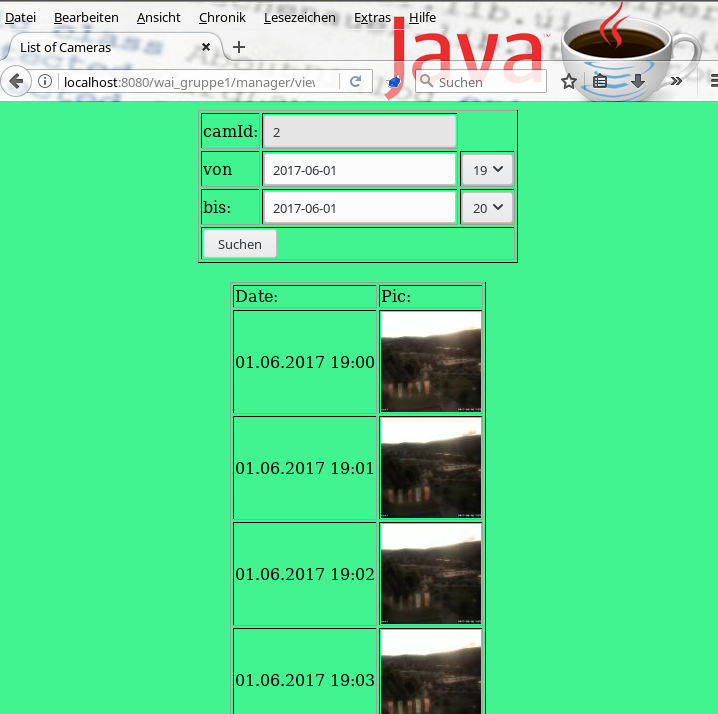 Datei Bearbeiten Ansicht Chronik Lesezeichen Extras Hilfe
java
List of Cameras
localhost:8080/wai_gruppe1/manager/view
Suchen
camId: 2
von 2017-06-01 19
bis: 2017-06-01 20
Suchen
Date: Pic:
01.06.2017 19:00
01.06.2017 19:01
01.06.2017 19:02
01.06.2017 19:03